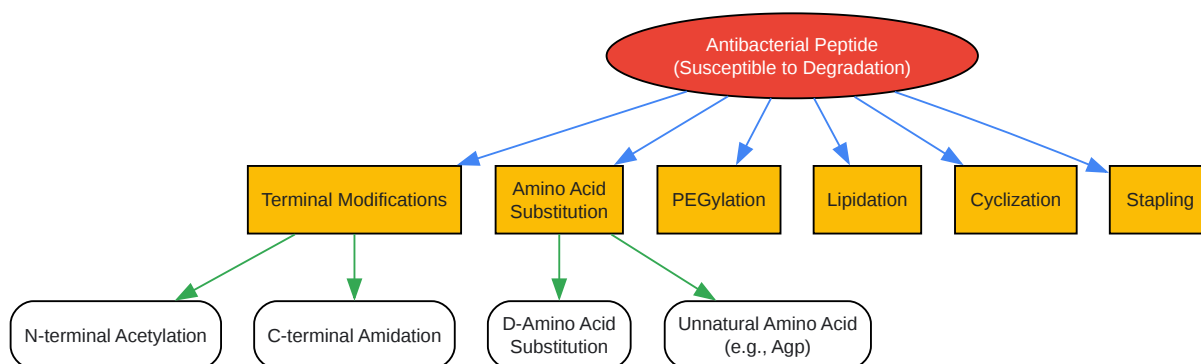 Antibacterial Peptide
(Susceptible to Degradation)
Terminal Modifications
Amino Acid
Substitution
PEGylation
Lipidation
Cyclization
Stapling
N-terminal Acetylation
C-terminal Amidation
D-Amino Acid
Substitution
Unnatural Amino Acid
(e.g., Agp)